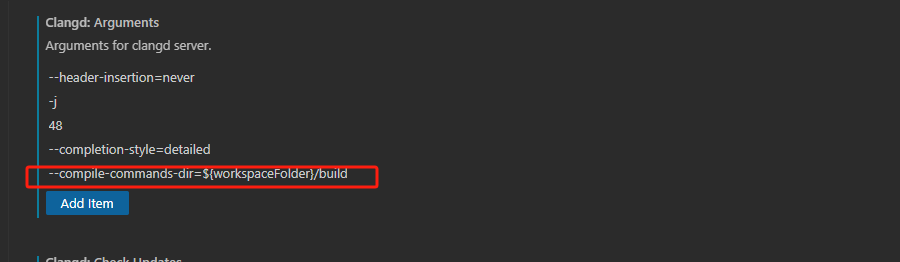 Clangd: Arguments
Arguments for clangd server.
--header-insertion=never
-j
48
--completion-style=detailed
--compile-commands-dir=${workspaceFolder}/build
Add Item
Clangd: Check Updates